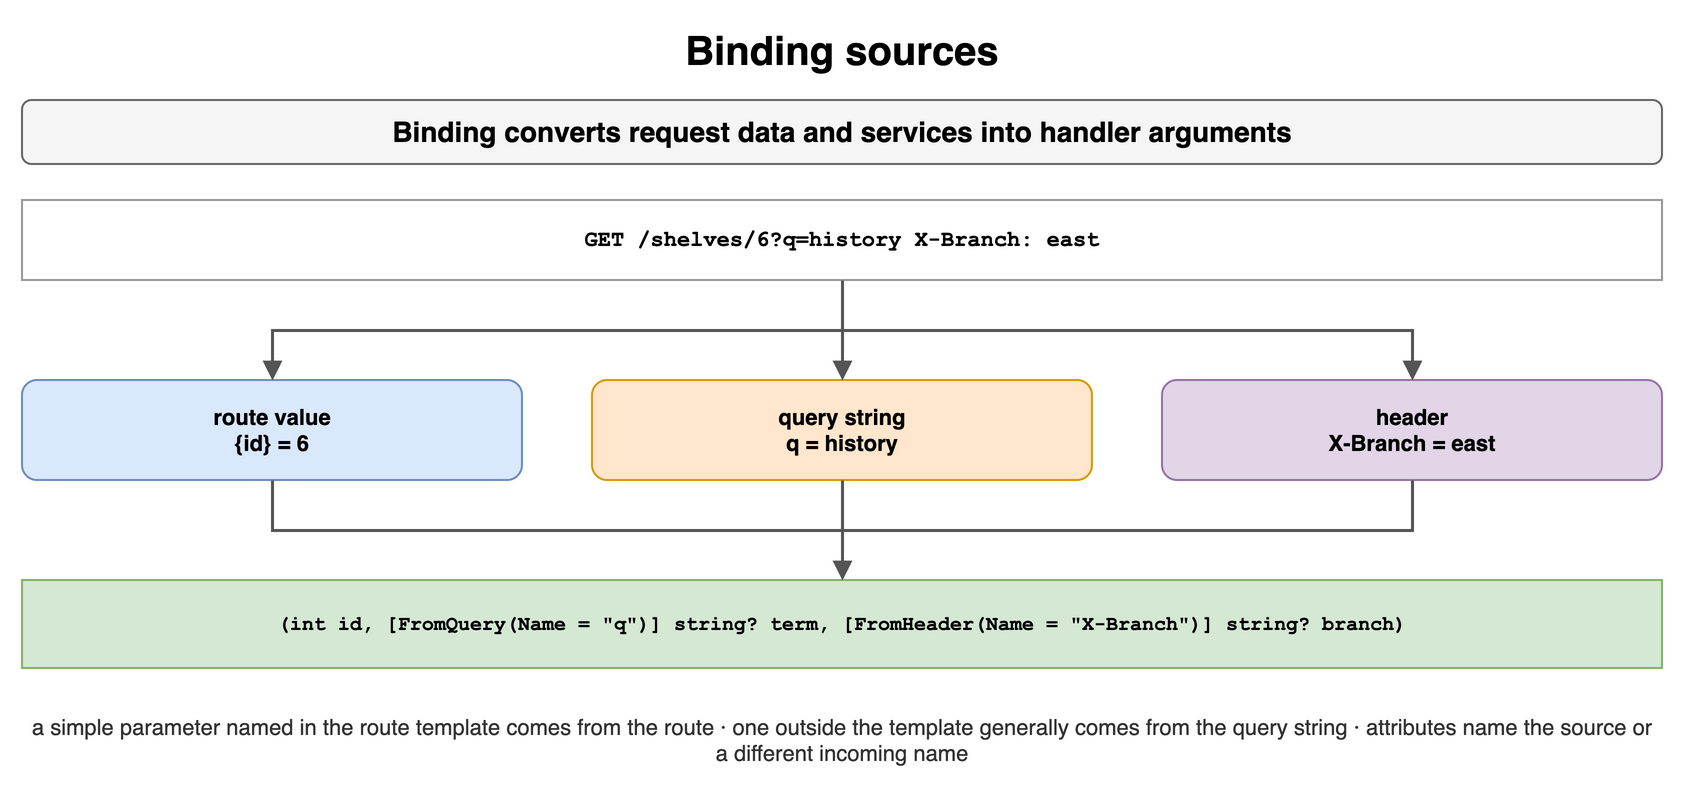 Binding sources
Binding converts request data and services into handler arguments
GET /shelves/6?q=history X-Branch: east
route value
{id} = 6
query string
q = history
header
X-Branch = east
(int id, [FromQuery(Name = "q")] string? term, [FromHeader(Name = "X-Branch")] string? branch)
a simple parameter named in the route template comes from the route · one outside the template generally comes from the query string · attributes name the source or
a different incoming name